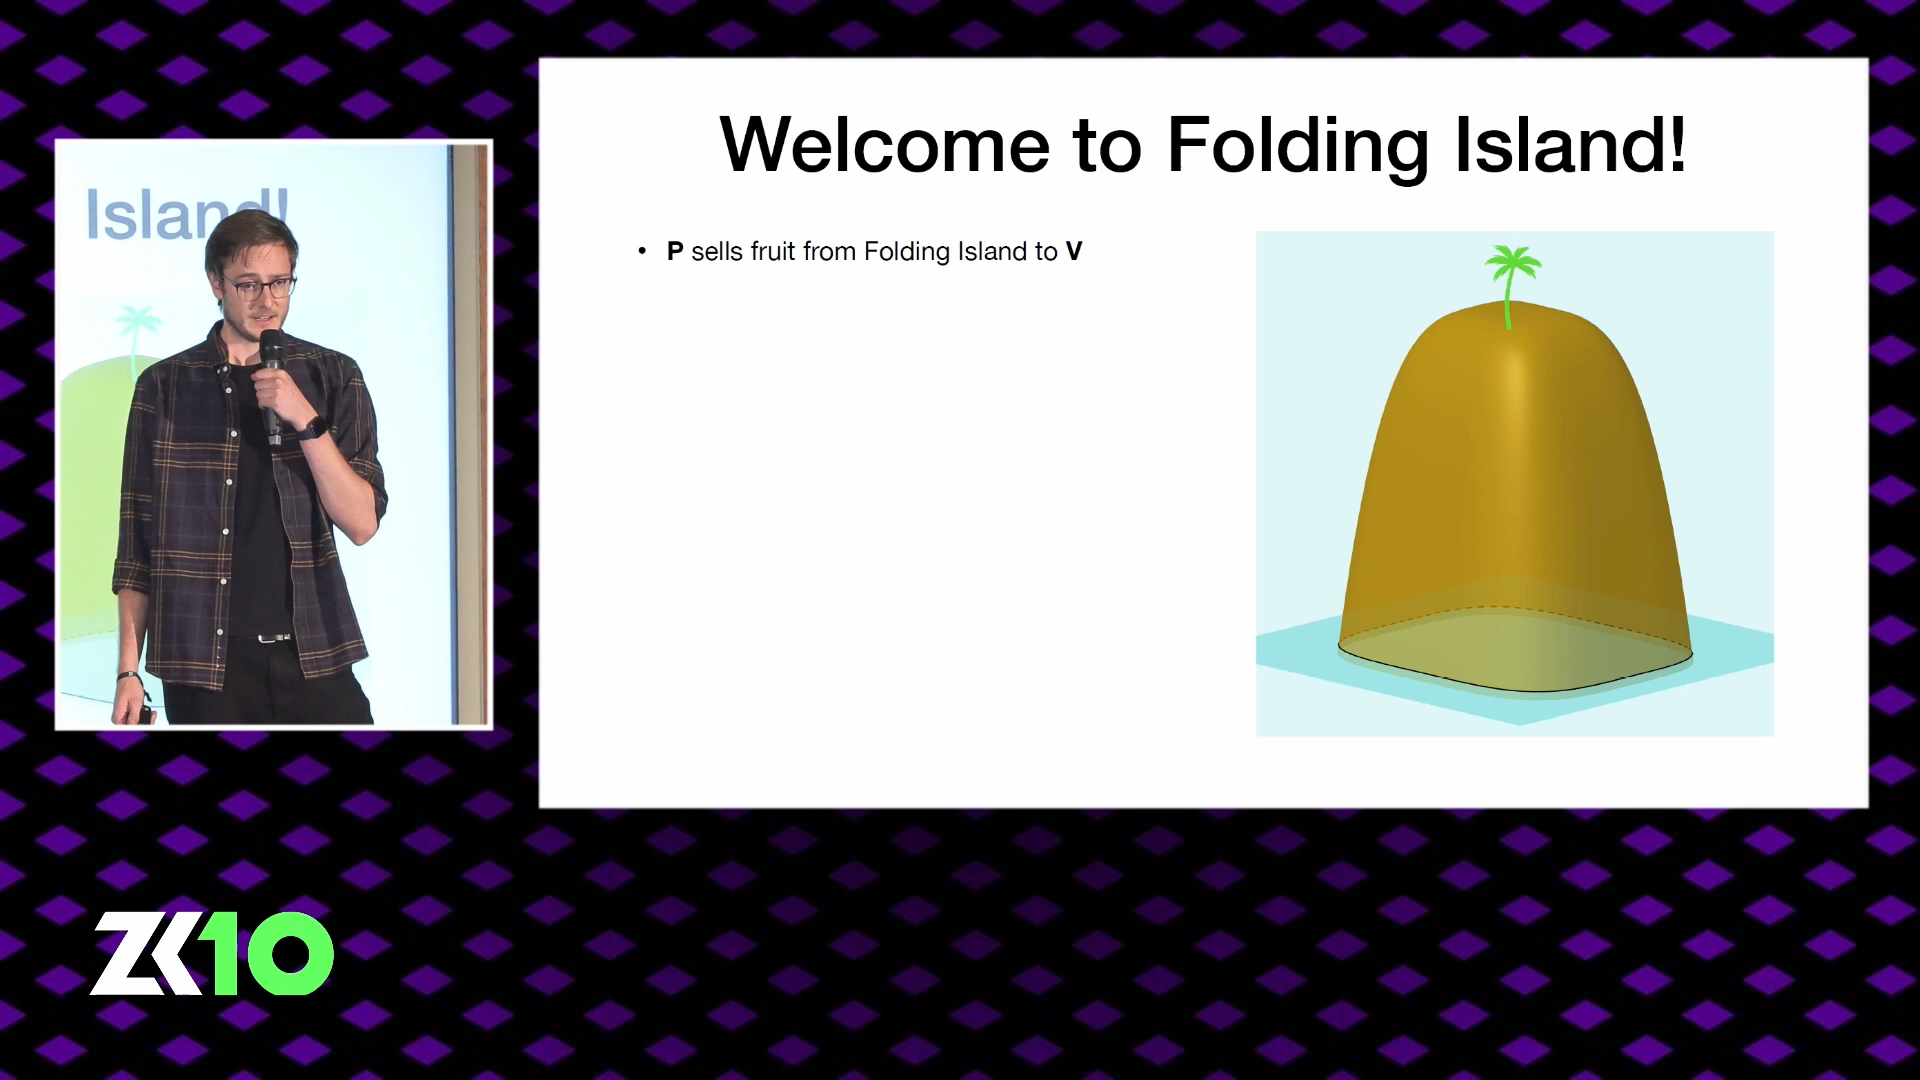 Welcome to Folding Island!
Island!
• P sells fruit from Folding Island to V
ZK10